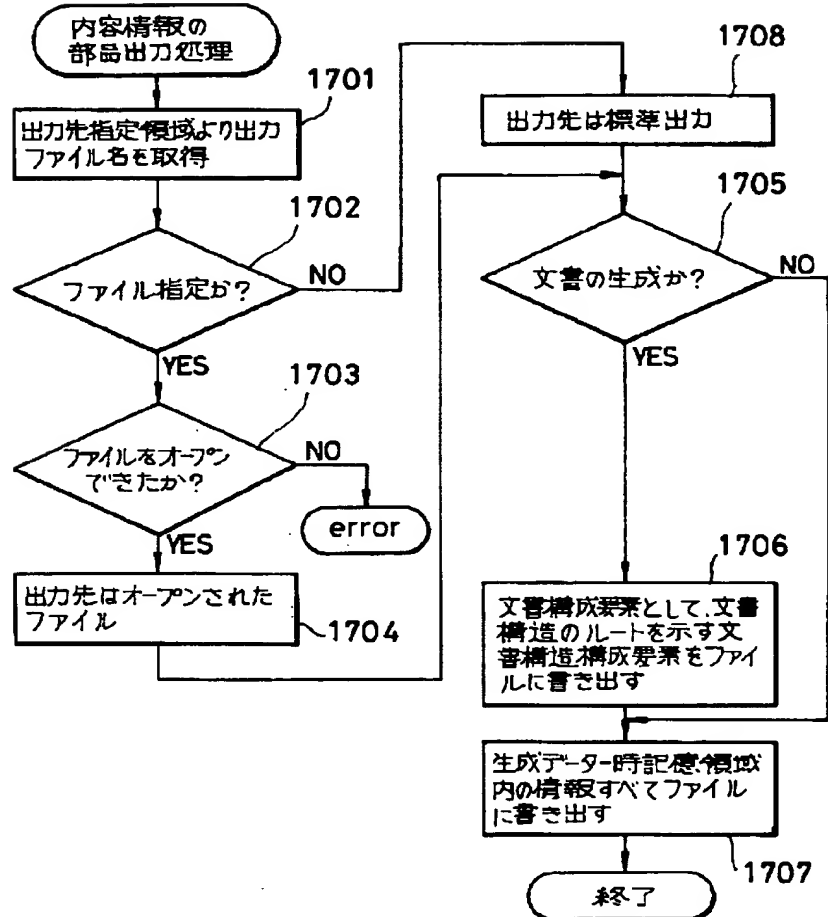 内容情報の
部品出力処理
1701
出力先指定領域より出力
ファイル名を取得
1702
ファイル指定か?
NO
YES
1703
ファイルをオープン
できたか?
NO
error
YES
出力先はオープンされた
ファイル
1704
1708
出力先は標準出力
1705
文書の生成か?
NO
YES
1706
文書構成要素として、文書
構造のルートを示す文
書構造構成要素をファイ
ルに書き出す
生成データ一時記憶領域
内の情報すべてファイル
に書き出す
1707
終了